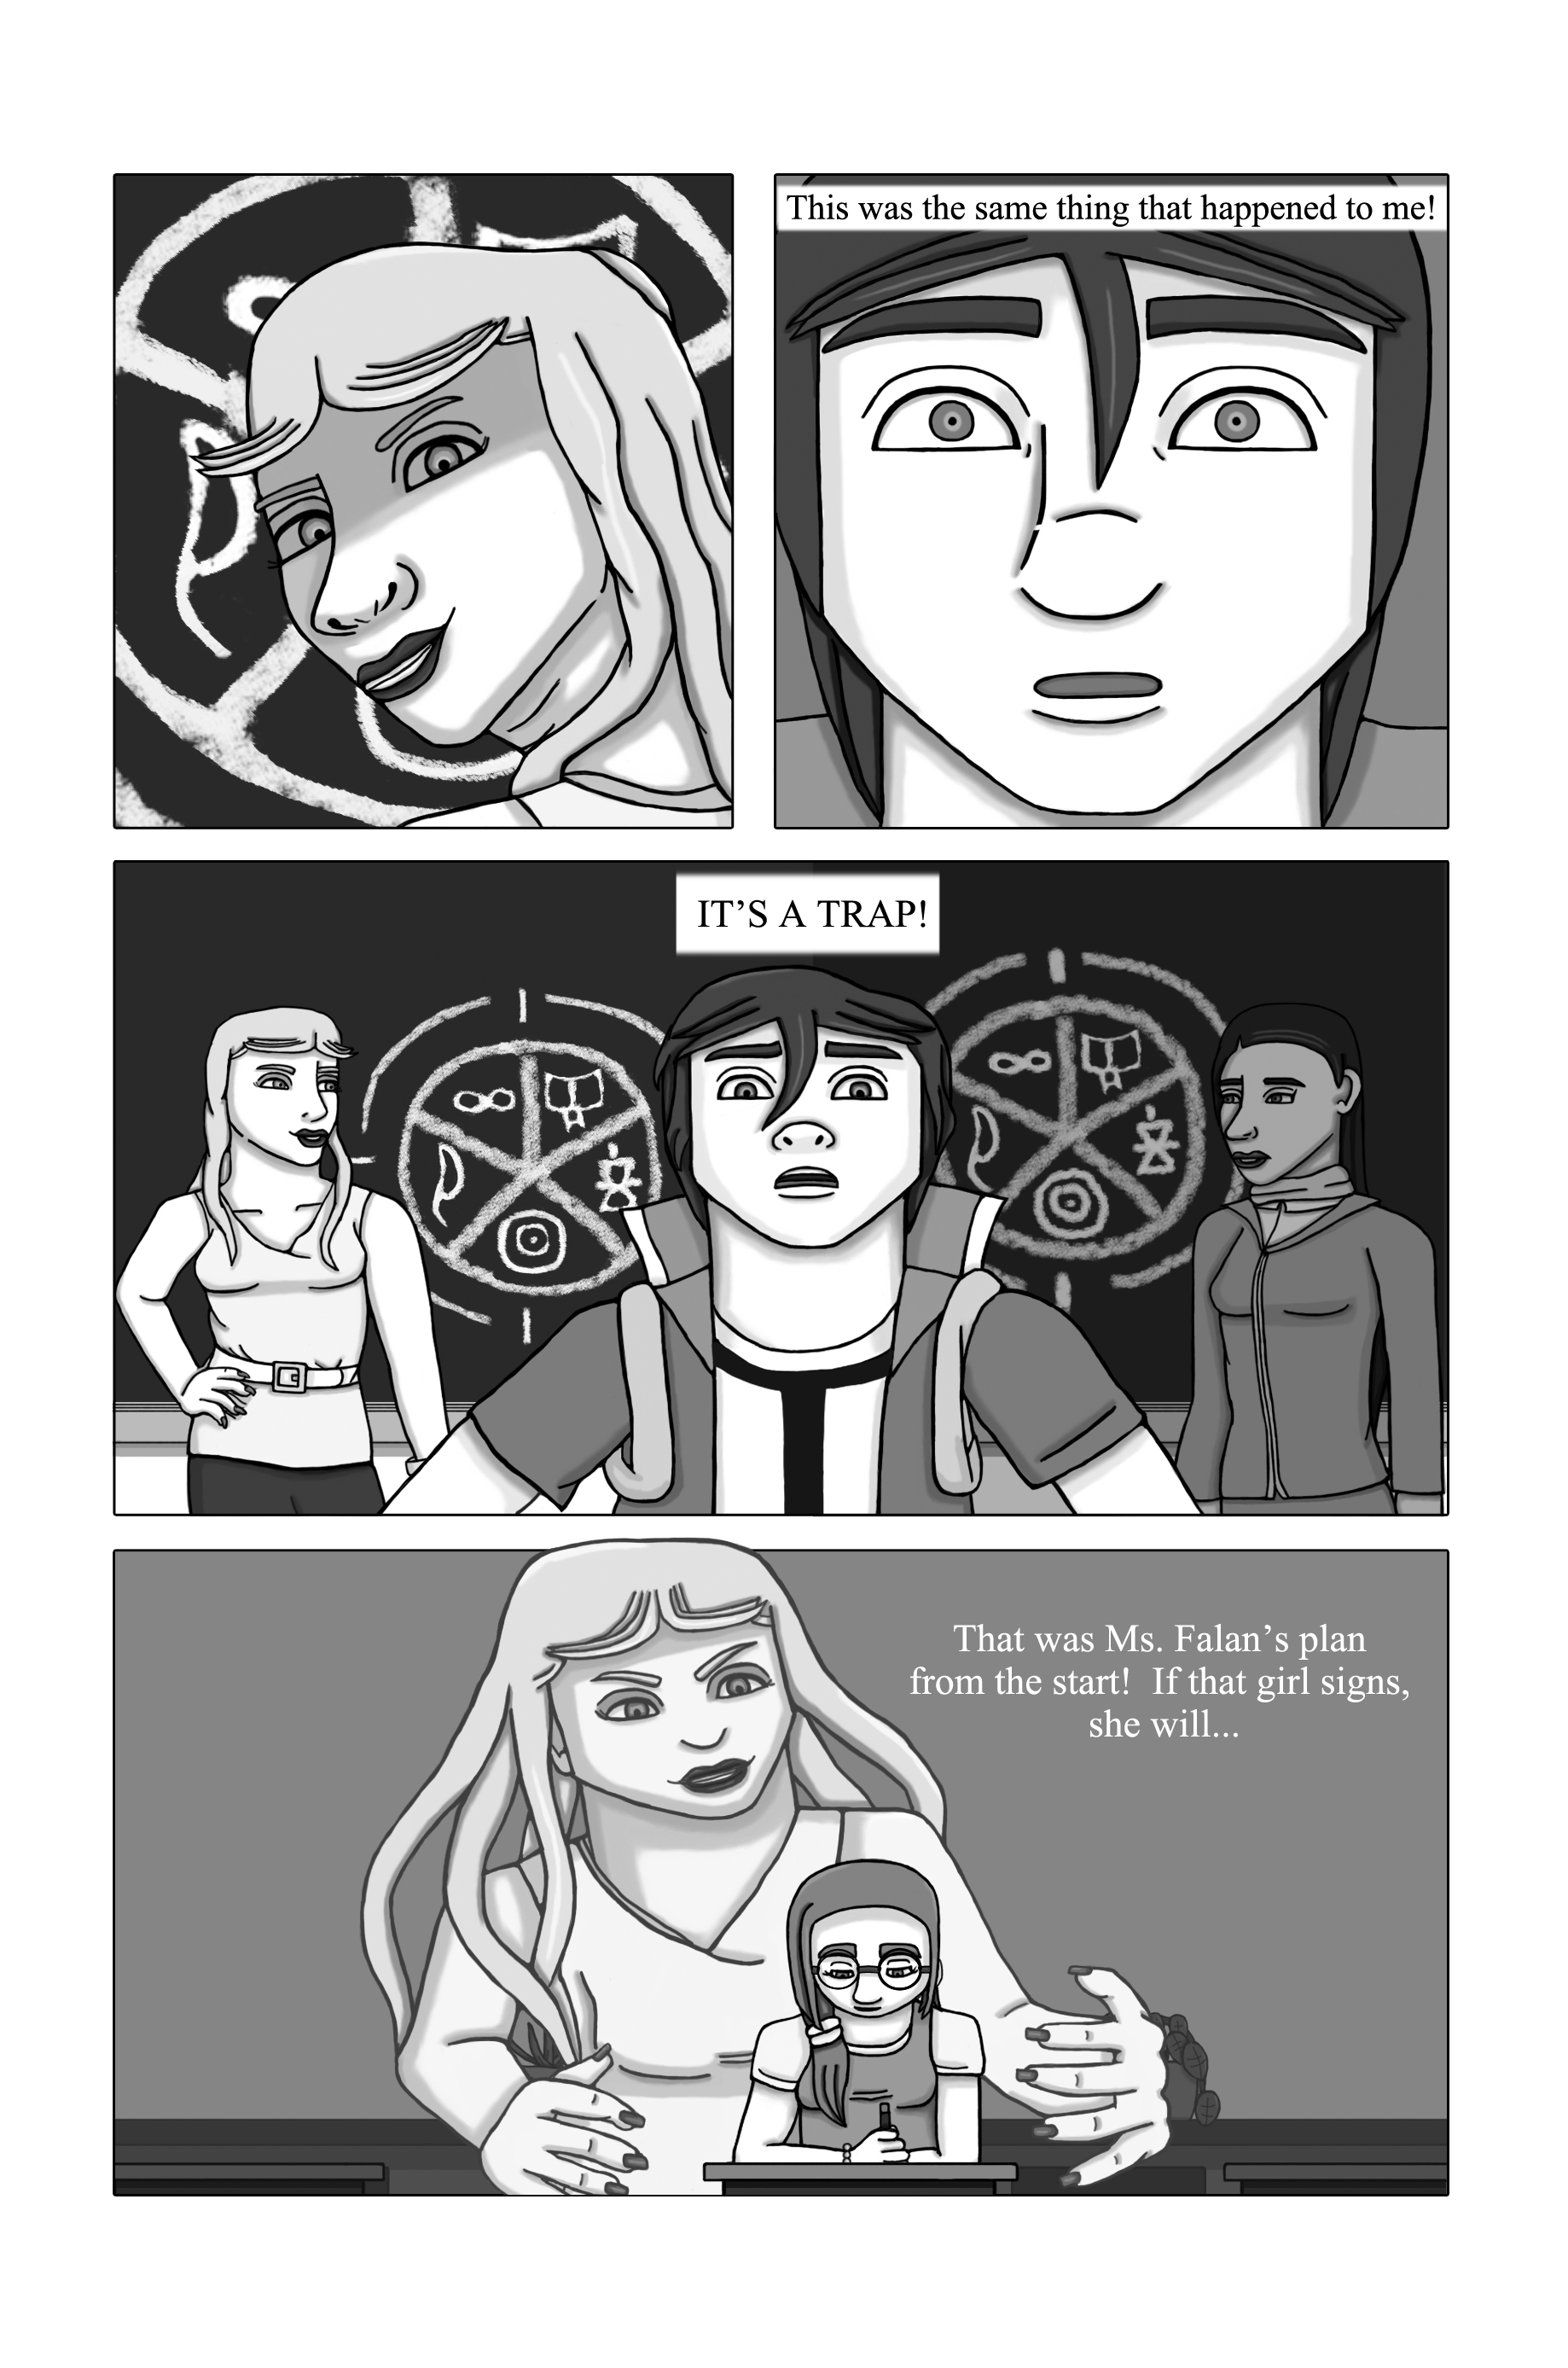 This was the same thing that happened to me!
IT’S A TRAP!
That was Ms. Falan’s plan
from the start!  If that girl signs,
she will...